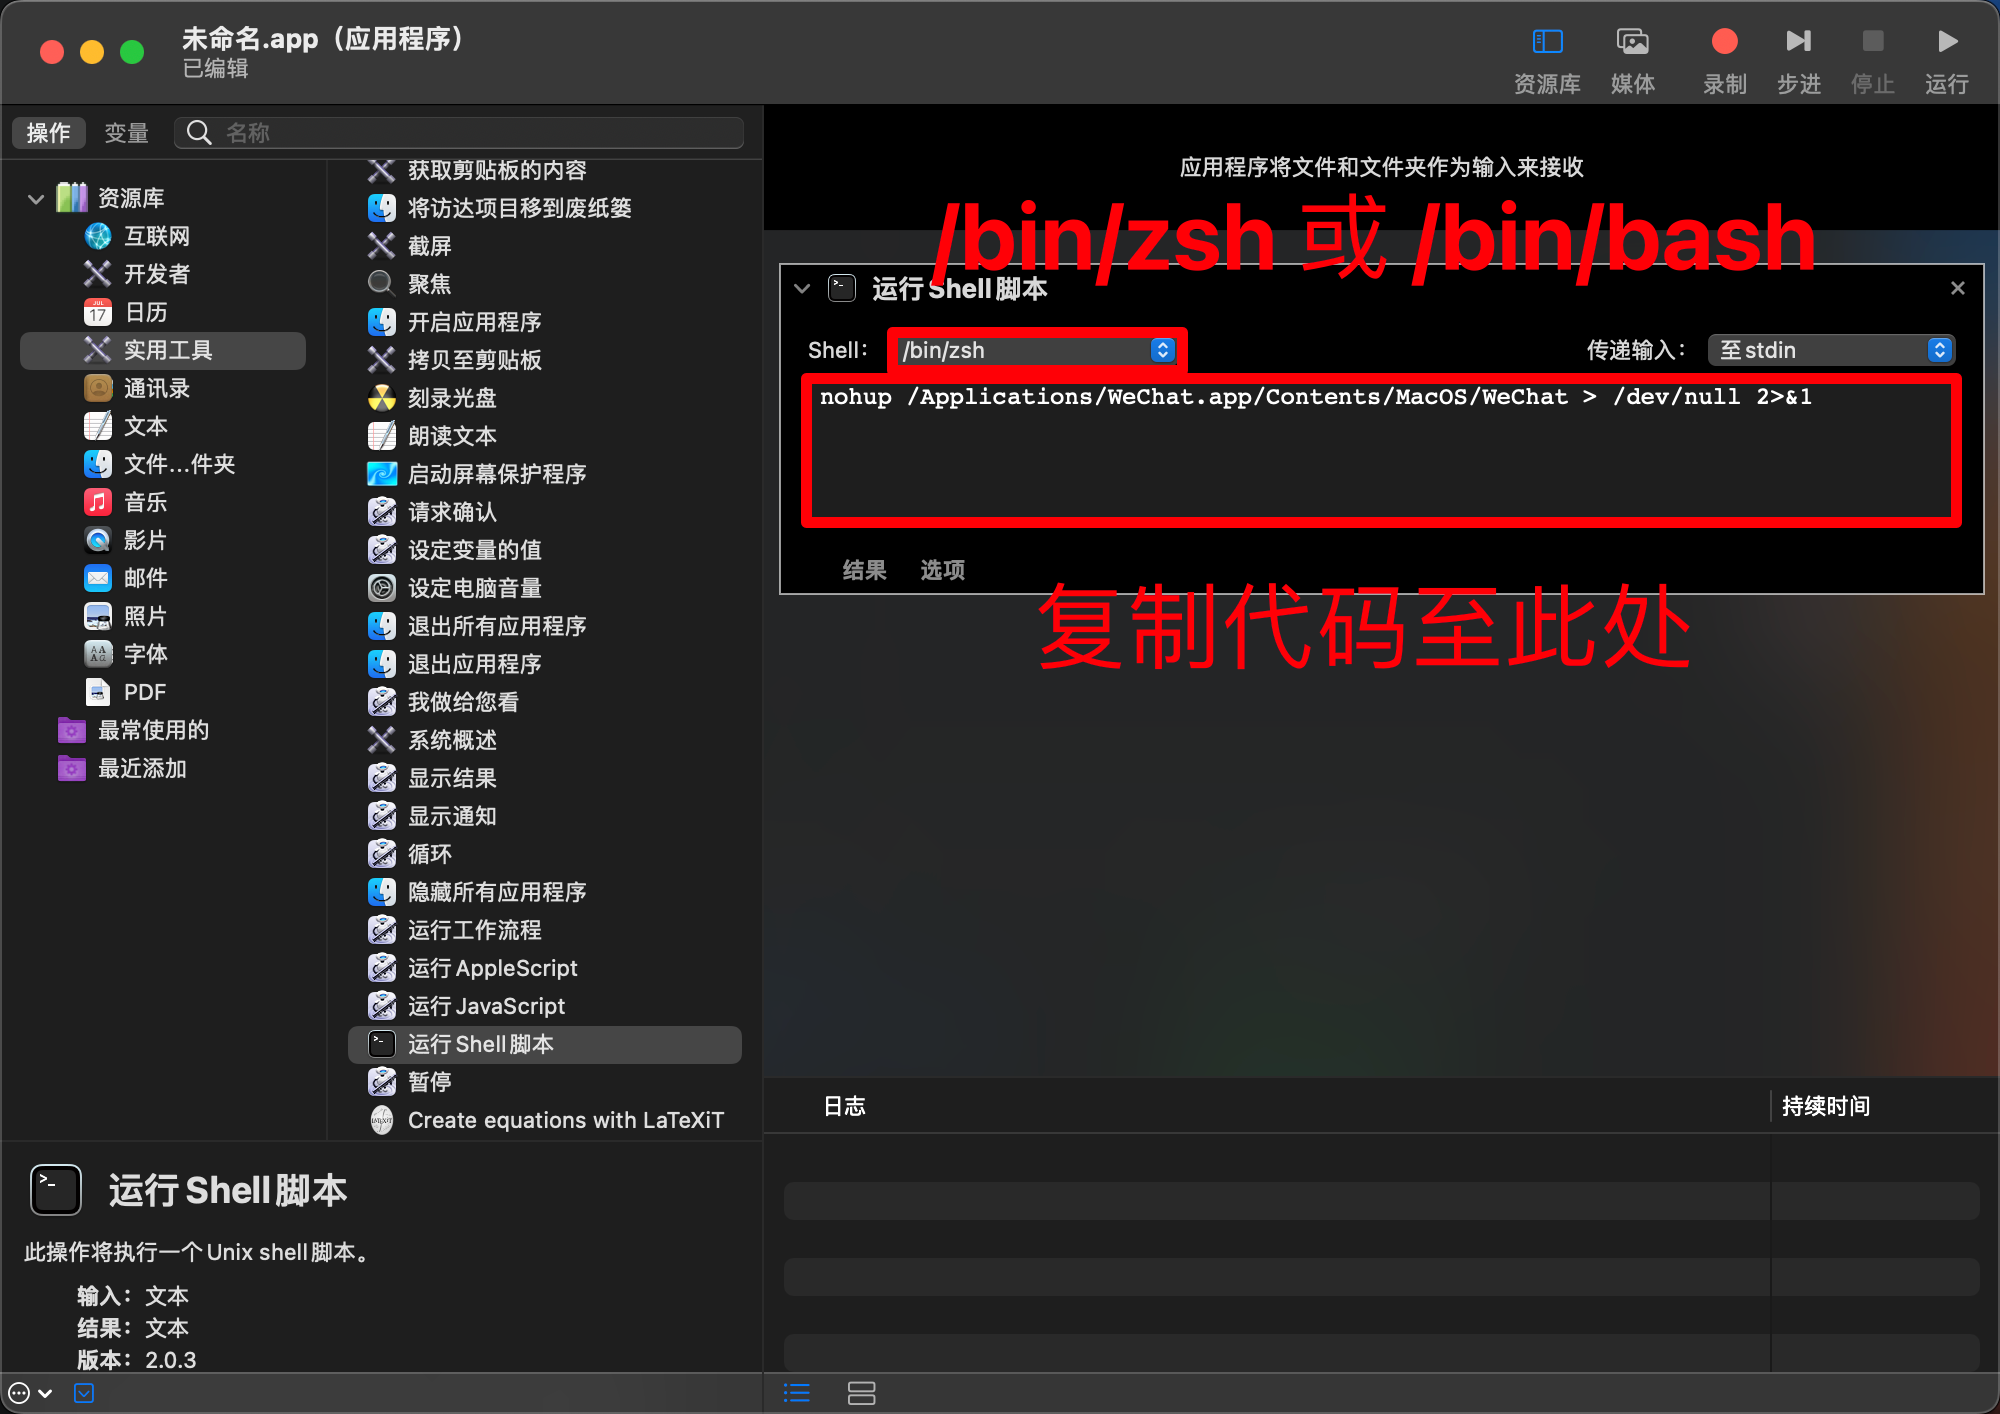 未命名.app（应用程序）
已编辑
资源库
媒体
录制
步进
停止
运行
操作
变量
名称
资源库
互联网
开发者
JUL
17
日历
实用工具
通讯录
文本
文件...件夹
音乐
影片
邮件
照片
字体
PDF
最常使用的
最近添加
获取剪贴板的内容
将访达项目移到废纸篓
截屏
聚焦
开启应用程序
拷贝至剪贴板
刻录光盘
朗读文本
启动屏幕保护程序
请求确认
设定变量的值
设定电脑音量
退出所有应用程序
退出应用程序
我做给您看
系统概述
显示结果
显示通知
循环
隐藏所有应用程序
运行工作流程
运行 AppleScript
运行 JavaScript
运行 Shell 脚本
暂停
Create equations with LaTeXiT
运行 Shell 脚本
此操作将执行一个 Unix shell 脚本。
输入： 文本
结果： 文本
版本： 2.0.3
应用程序将文件和文件夹作为输入来接收
/bin/zsh 或 /bin/bash
运行 Shell 脚本
Shell： /bin/zsh
传递输入： 至 stdin
nohup /Applications/WeChat.app/Contents/MacOS/WeChat > /dev/null 2>&1
结果 选项
复制代码至此处
日志
持续时间